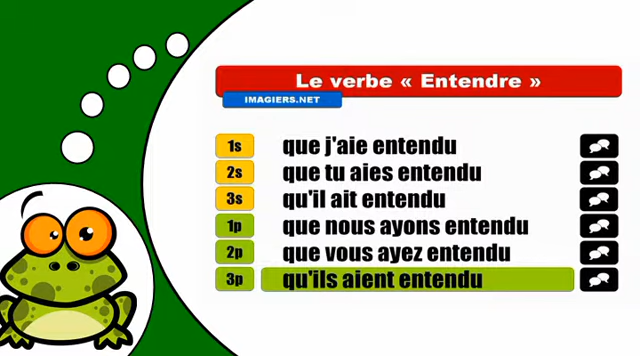 Le verbe « Entendre »
IMAGIERS.NET
1s que j'aie entendu
2s que tu aies entendu
3s qu'il ait entendu
1p que nous ayons entendu
2p que vous ayez entendu
3p qu'ils aient entendu